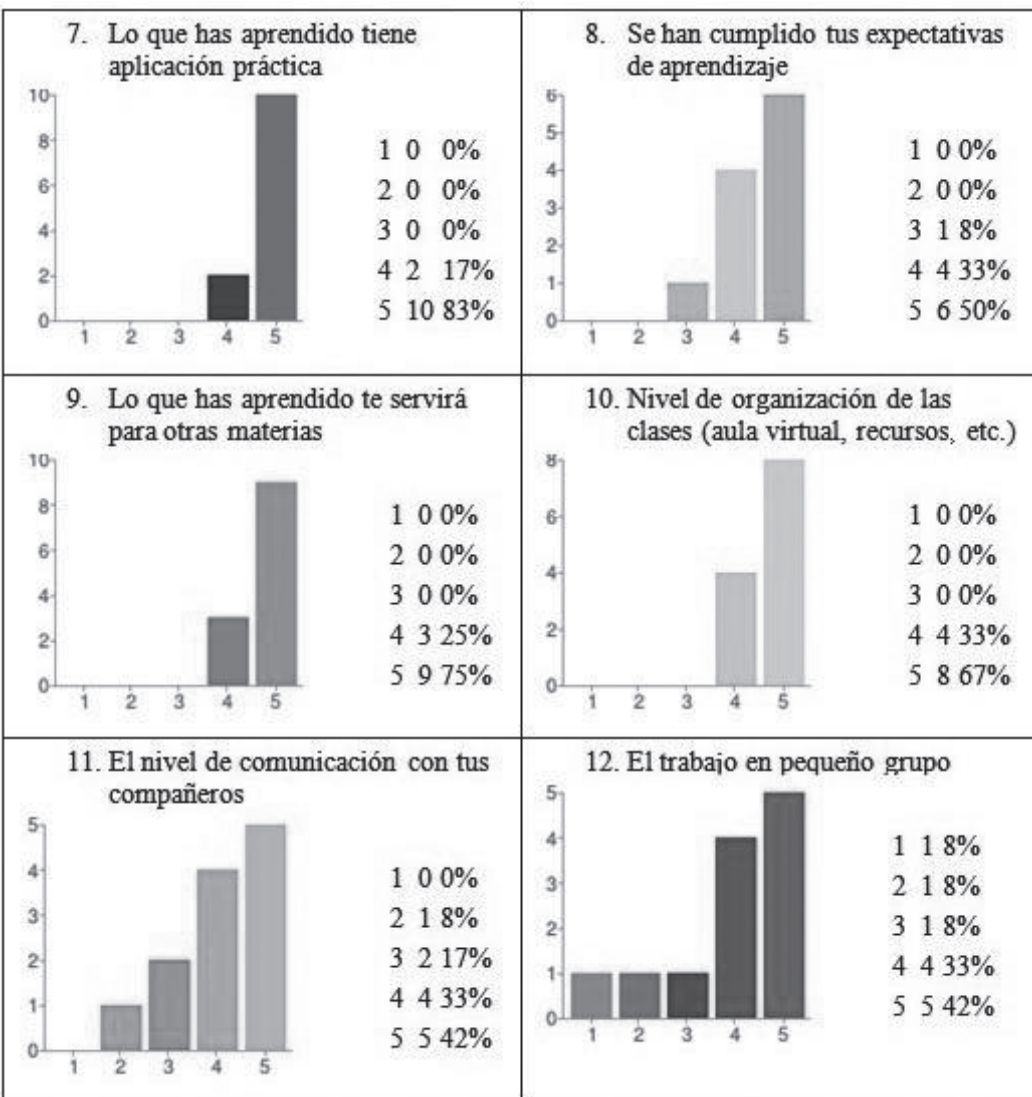 7. Lo que has aprendido tiene
aplicación práctica
10
8
6
4
2
0
1 2 3 4 5
1 0 0%
2 0 0%
3 0 0%
4 2 17%
5 10 83%
8. Se han cumplido tus expectativas
de aprendizaje
6
5
4
3
2
1
0
1 2 3 4 5
1 0 0%
2 0 0%
3 1 8%
4 4 33%
5 6 50%
9. Lo que has aprendido te servirá
para otras materias
10
8
6
4
2
0
1 2 3 4 5
1 0 0%
2 0 0%
3 0 0%
4 3 25%
5 9 75%
10. Nivel de organización de las
clases (aula virtual, recursos, etc.)
8
6
4
2
0
1 2 3 4 5
1 0 0%
2 0 0%
3 0 0%
4 4 33%
5 8 67%
11. El nivel de comunicación con tus
compañeros
5
4
3
2
1
0
1 2 3 4 5
1 0 0%
2 1 8%
3 2 17%
4 4 33%
5 5 42%
12. El trabajo en pequeño grupo
5
4
3
2
1
0
1 2 3 4 5
1 1 8%
2 1 8%
3 1 8%
4 4 33%
5 5 42%